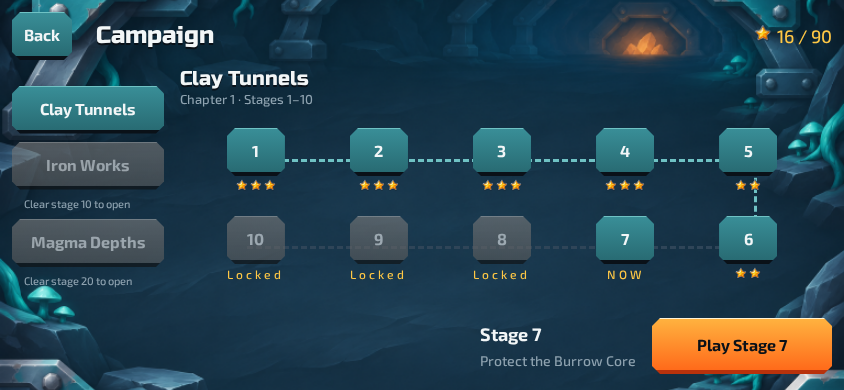 Back
Campaign
16 / 90
Clay Tunnels
Iron Works
Clear stage 10 to open
Magma Depths
Clear stage 20 to open
Clay Tunnels
Chapter 1 · Stages 1–10
1 2 3 4 5
10 9 8 7 6
Locked Locked Locked NOW
Stage 7
Protect the Burrow Core
Play Stage 7